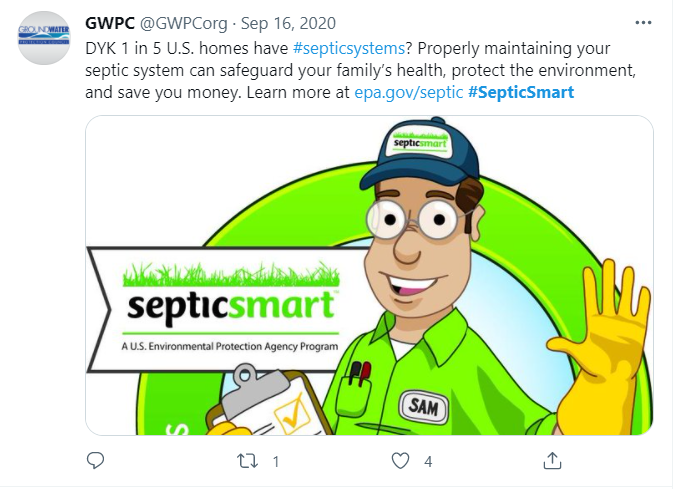 GROUNDWATER
GWPC @GWPCorg · Sep 16, 2020
DYK 1 in 5 U.S. homes have #septicsystems? Properly maintaining your
septic system can safeguard your family's health, protect the environment,
and save you money. Learn more at epa.gov/septic #SepticSmart
septicsmart
septicsmart™
A U.S. Environmental Protection Agency Program
SAM
S
1
4